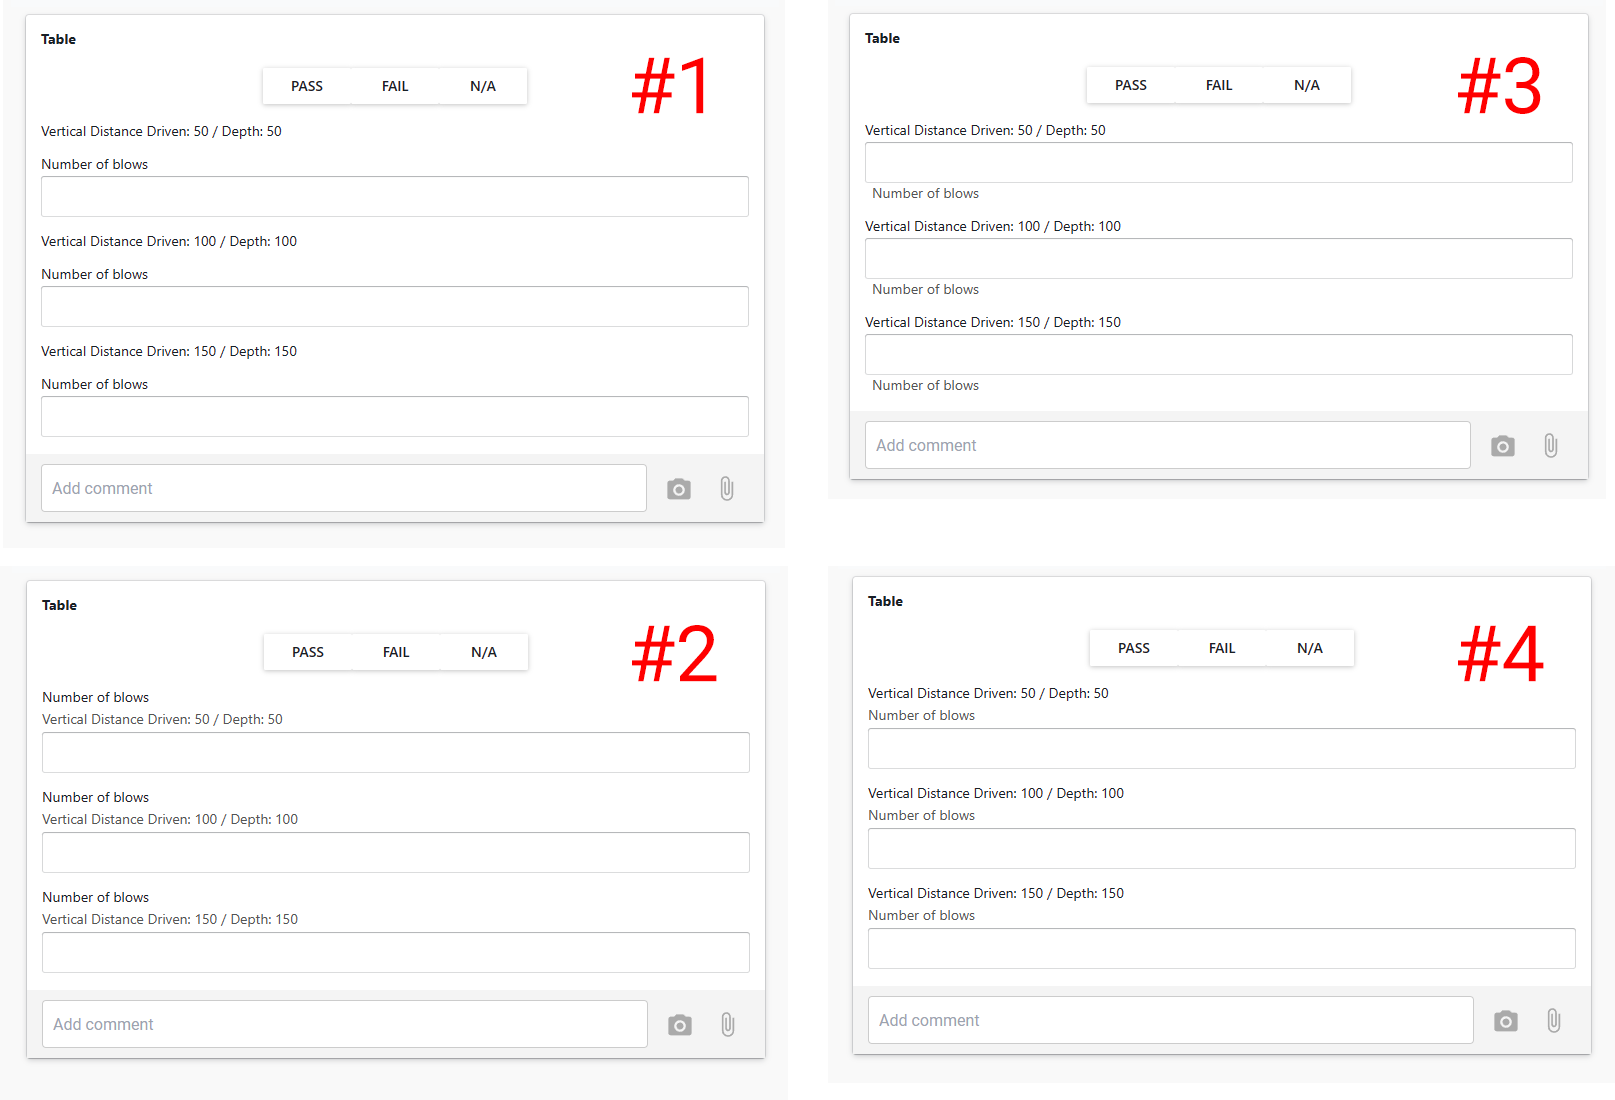 Table
#1
PASS FAIL N/A
Vertical Distance Driven: 50 / Depth: 50
Number of blows
Vertical Distance Driven: 100 / Depth: 100
Number of blows
Vertical Distance Driven: 150 / Depth: 150
Number of blows
Add comment
Table
#3
PASS FAIL N/A
Vertical Distance Driven: 50 / Depth: 50
Number of blows
Vertical Distance Driven: 100 / Depth: 100
Number of blows
Vertical Distance Driven: 150 / Depth: 150
Number of blows
Add comment
Table
#2
PASS FAIL N/A
Number of blows
Vertical Distance Driven: 50 / Depth: 50
Number of blows
Vertical Distance Driven: 100 / Depth: 100
Number of blows
Vertical Distance Driven: 150 / Depth: 150
Add comment
Table
#4
PASS FAIL N/A
Vertical Distance Driven: 50 / Depth: 50
Number of blows
Vertical Distance Driven: 100 / Depth: 100
Number of blows
Vertical Distance Driven: 150 / Depth: 150
Number of blows
Add comment